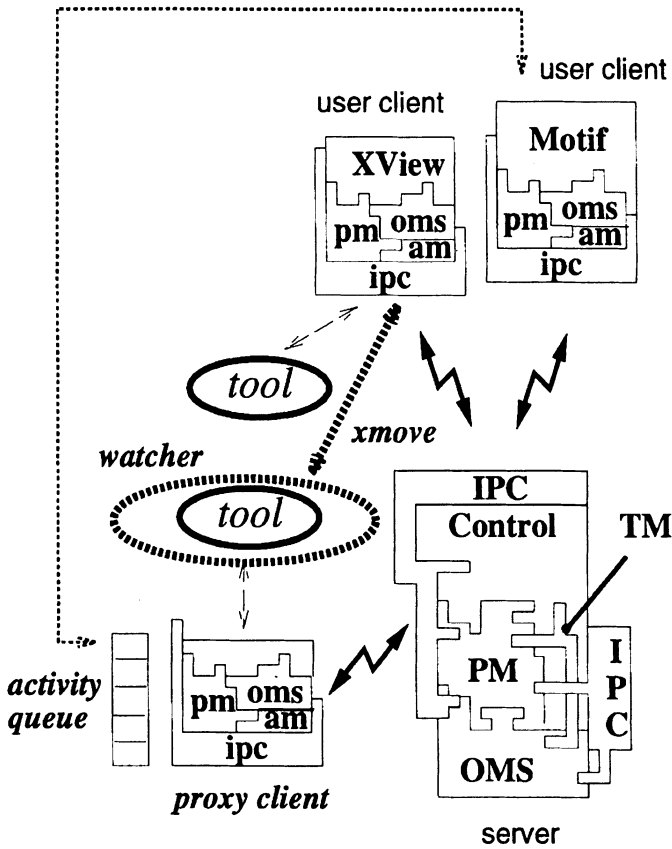 user client
user client
XView
pm
oms
am
ipc
Motif
pm
oms
am
ipc
tool
xmove
watcher
tool
IPC
Control
TM
PM
I
P
C
OMS
server
activity
queue
pm
oms
am
ipc
proxy client